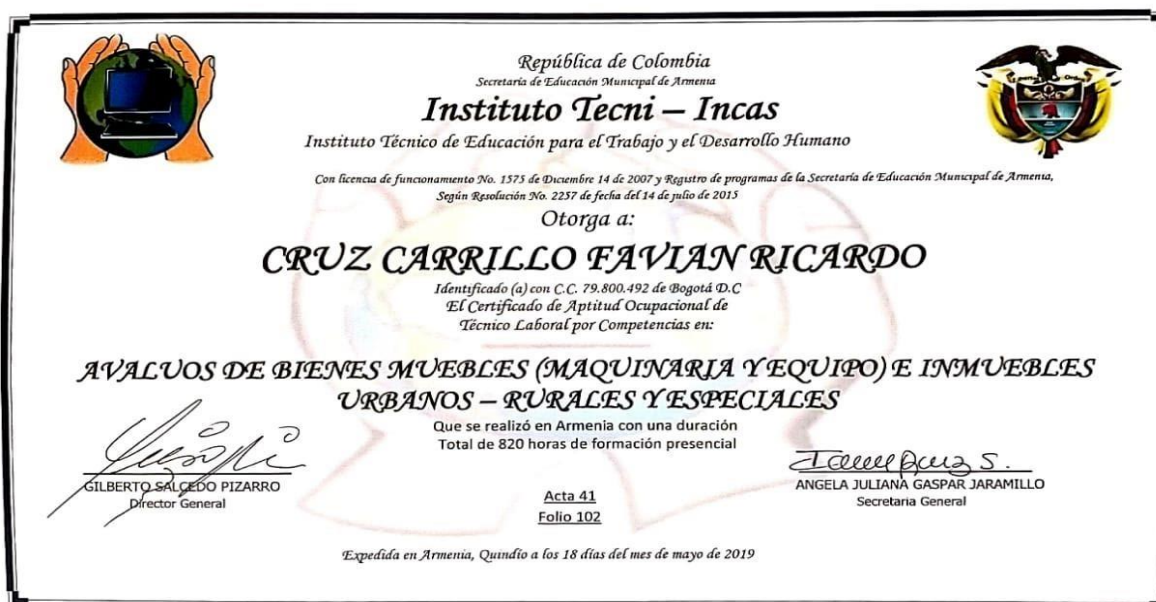 República de Colombia
Secretaría de Educación Municipal de Armenia
Instituto Tecni – Incas
Instituto Técnico de Educación para el Trabajo y el Desarrollo Humano
Con licencia de funcionamiento No. 1575 de Diciembre 14 de 2007 y Registro de programas de la Secretaría de Educación Municipal de Armenia,
Según Resolución No. 2257 de fecha del 14 de julio de 2015
Otorga a:
CRUZ CARRILLO FAVIAN RICARDO
Identificado (a) con C.C. 79.800.492 de Bogotá D.C
El Certificado de Aptitud Ocupacional de
Técnico Laboral por Competencias en:
AVALUOS DE BIENES MUEBLES (MAQUINARIA Y EQUIPO) E INMUEBLES
URBANOS – RURALES Y ESPECIALES
Que se realizó en Armenia con una duración
Total de 820 horas de formación presencial
GILBERTO SALCEDO PIZARRO
Director General
ANGELA JULIANA GASPAR JARAMILLO
Secretaria General
Acta 41
Folio 102
Expedida en Armenia, Quindío a los 18 días del mes de mayo de 2019